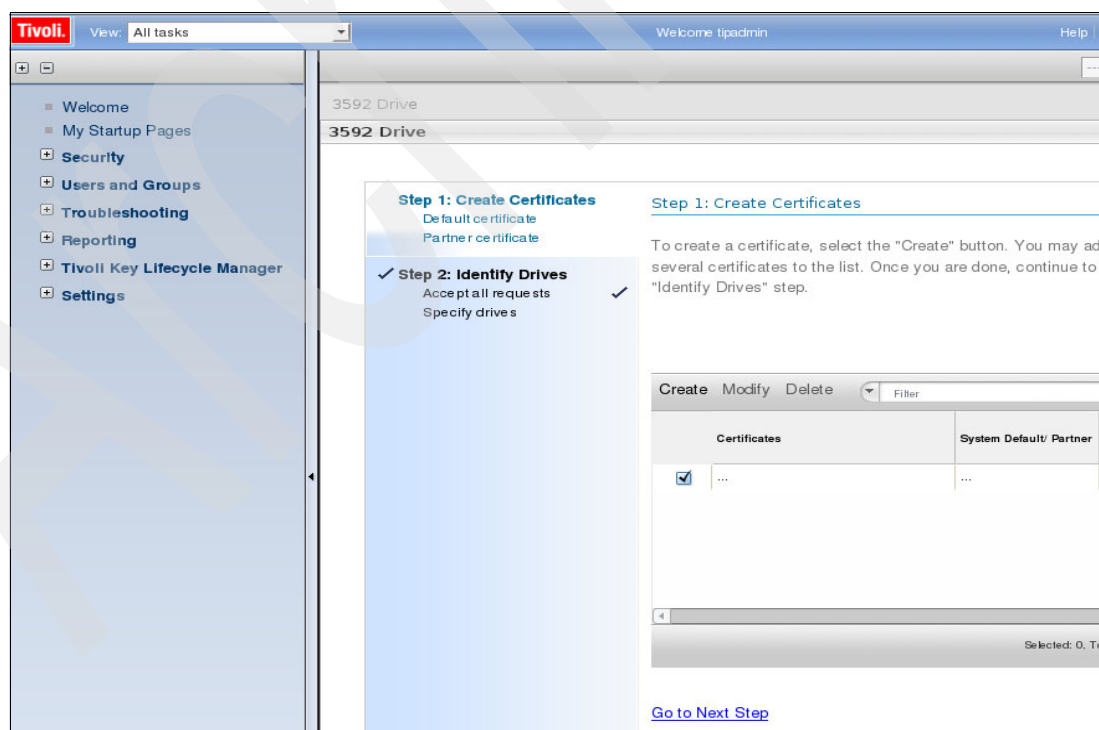 Tivoli. View: All tasks Welcome tipadmin Help
Welcome
My Startup Pages
Security
Users and Groups
Troubleshooting
Reporting
Tivoli Key Lifecycle Manager
Settings
3592 Drive
3592 Drive
Step 1: Create Certificates
Default certificate
Partner certificate
Step 2: Identify Drives
Accept all requests
Specify drives
Step 1: Create Certificates
To create a certificate, select the "Create" button. You may ad
several certificates to the list. Once you are done, continue to
"Identify Drives" step.
Create Modify Delete Filter
Certificates System Default/ Partner
... ...
Selected: 0, T
Go to Next Step